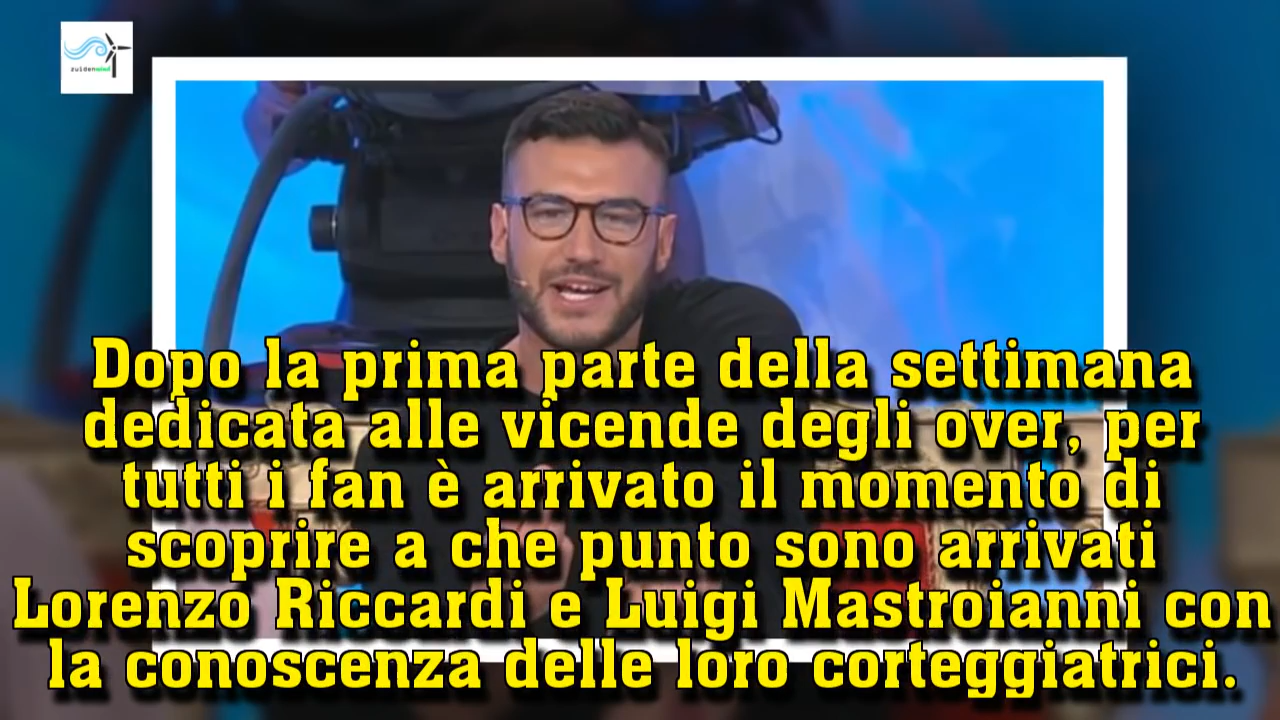 zuidenwind
Dopo la prima parte della settimana
dedicata alle vicende degli over, per
tutti i fan è arrivato il momento di
scoprire a che punto sono arrivati
Lorenzo Riccardi e Luigi Mastroianni con
la conoscenza delle loro corteggiatrici.